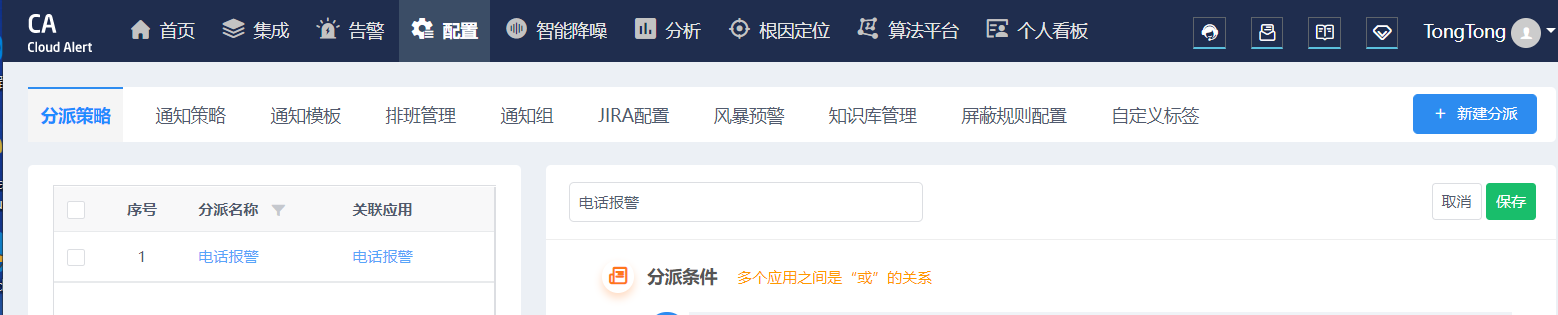 CA
Cloud Alert
首页 集成 告警 配置 智能降噪 分析 根因定位 算法平台 个人看板 TongTong
分派策略 通知策略 通知模板 排班管理 通知组 JIRA配置 风暴预警 知识库管理 屏蔽规则配置 自定义标签 + 新建分派
电话报警 取消 保存
序号 分派名称 关联应用
1 电话报警 电话报警
分派条件 多个应用之间是“或”的关系